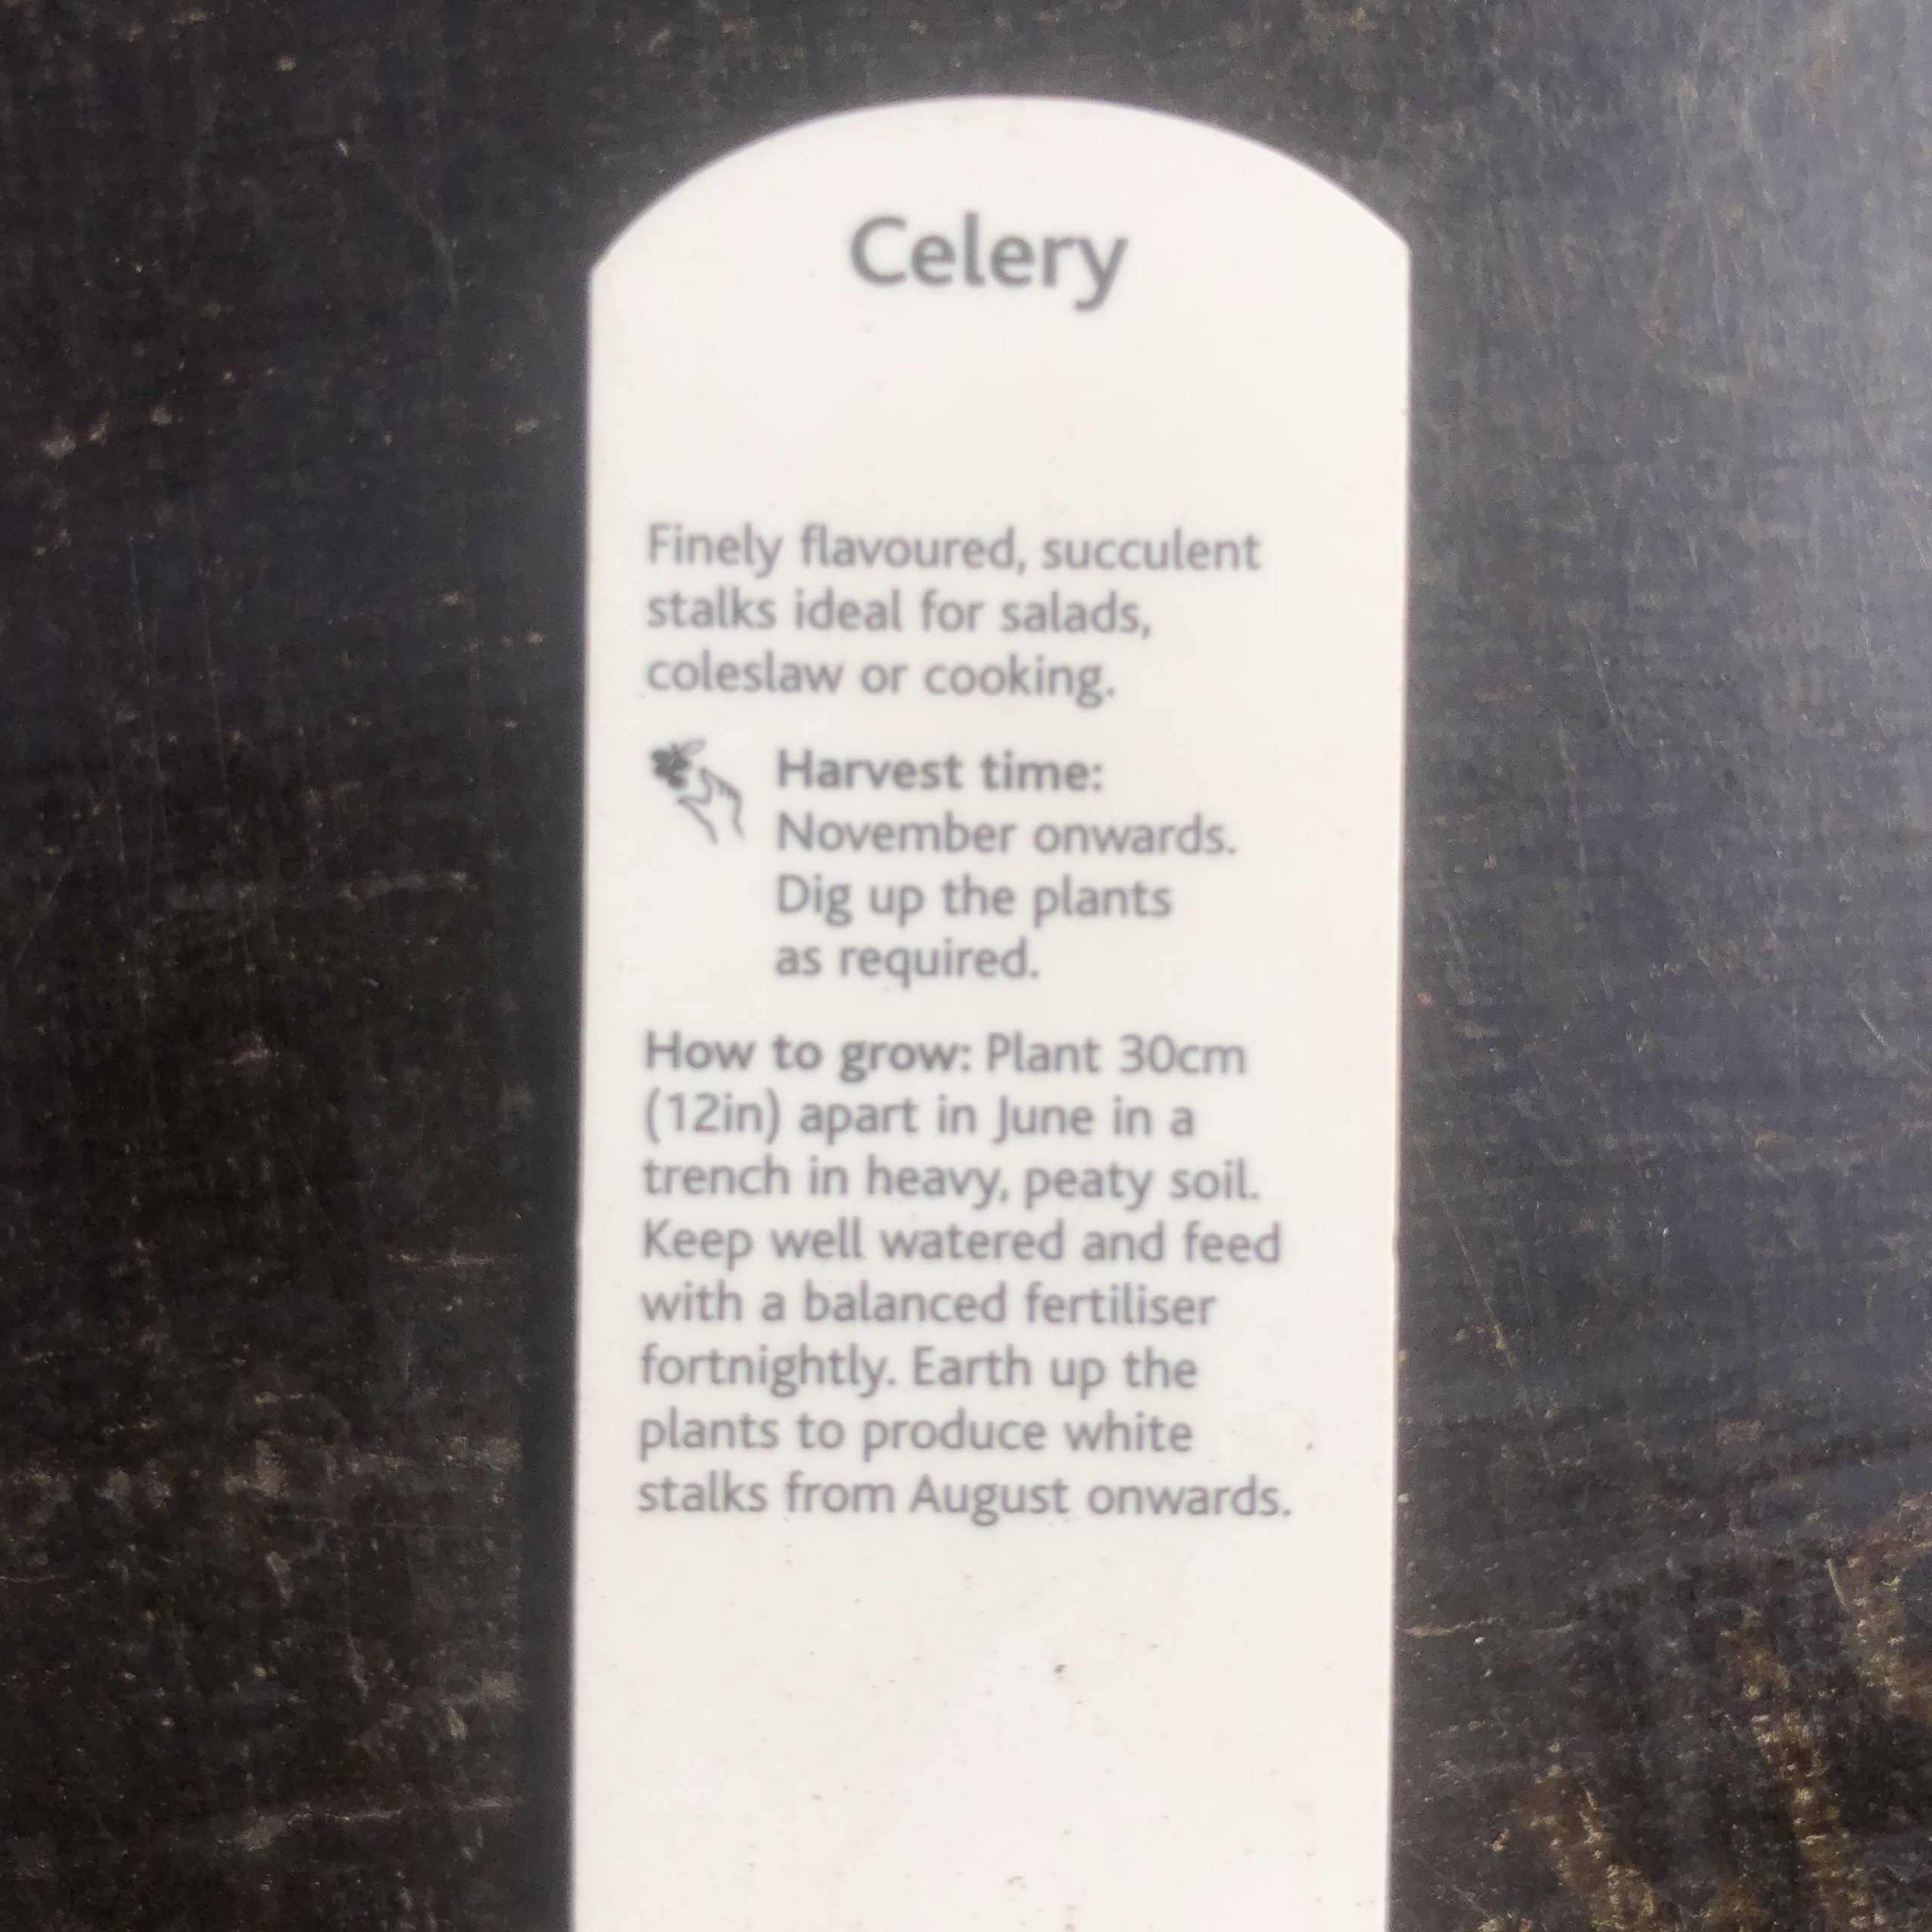 Celery
Finely flavoured, succulent
stalks ideal for salads,
coleslaw or cooking.
Harvest time:
November onwards.
Dig up the plants
as required.
How to grow: Plant 30cm
(12in) apart in June in a
trench in heavy, peaty soil.
Keep well watered and feed
with a balanced fertiliser
fortnightly. Earth up the
plants to produce white
stalks from August onwards.